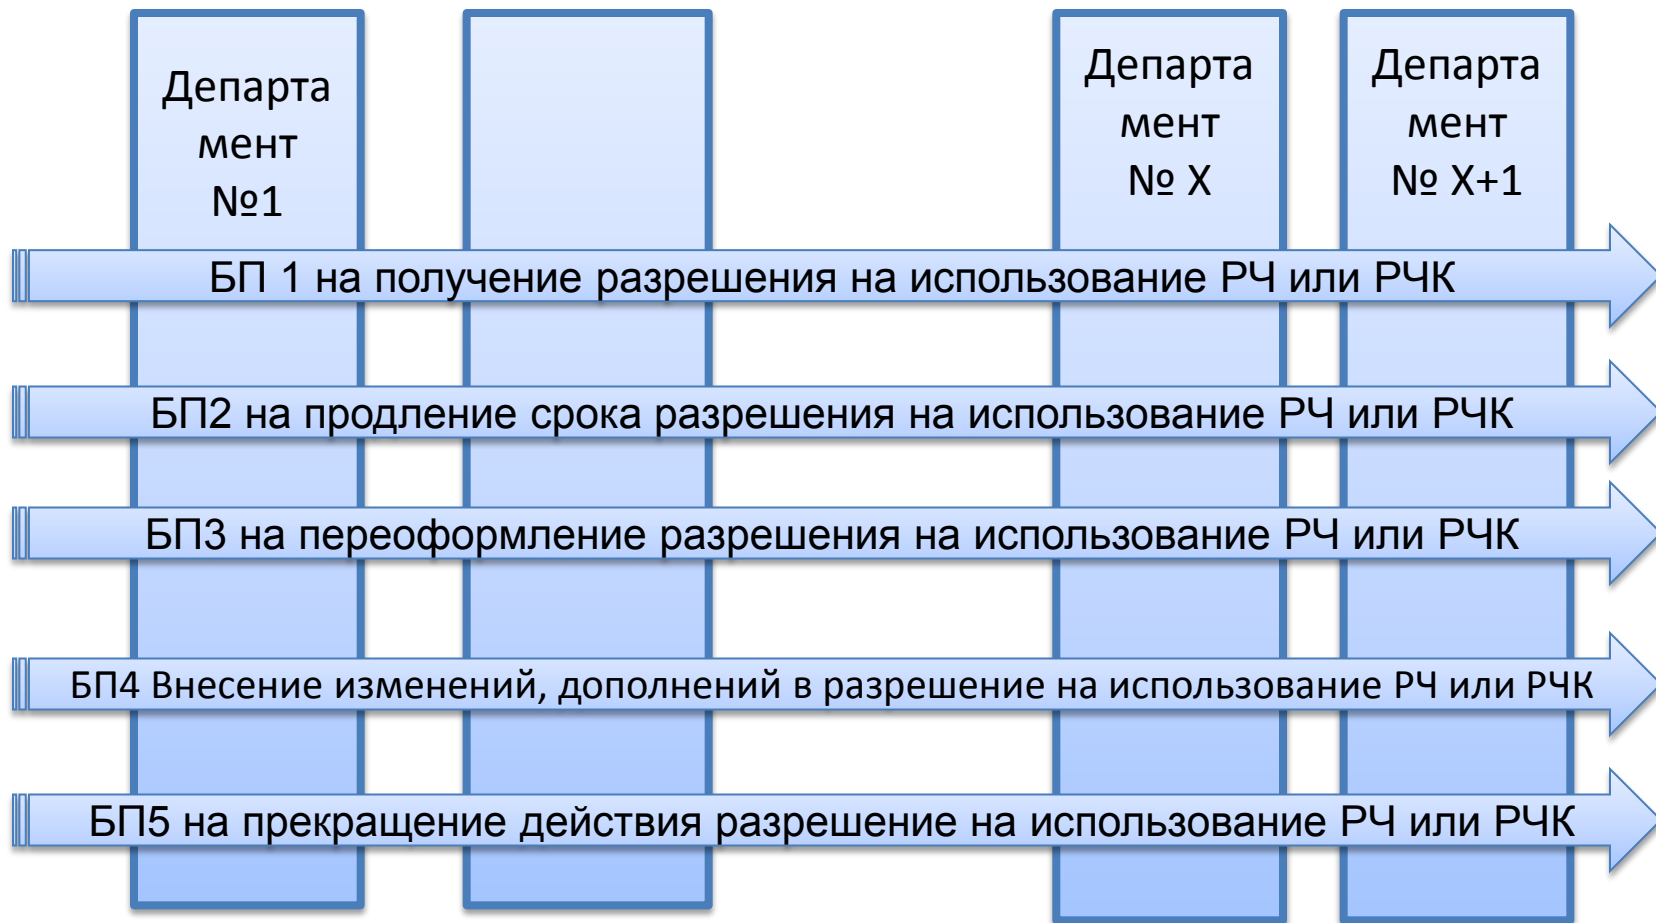 Департа
мент
№1
Департа
мент
№ Х
Департа
мент
№ Х+1
БП 1 на получение разрешения на использование РЧ или РЧК
БП2 на продление срока разрешения на использование РЧ или РЧК
БП3 на переоформление разрешения на использование РЧ или РЧК
БП4 Внесение изменений, дополнений в разрешение на использование РЧ или РЧК
БП5 на прекращение действия разрешение на использование РЧ или РЧК